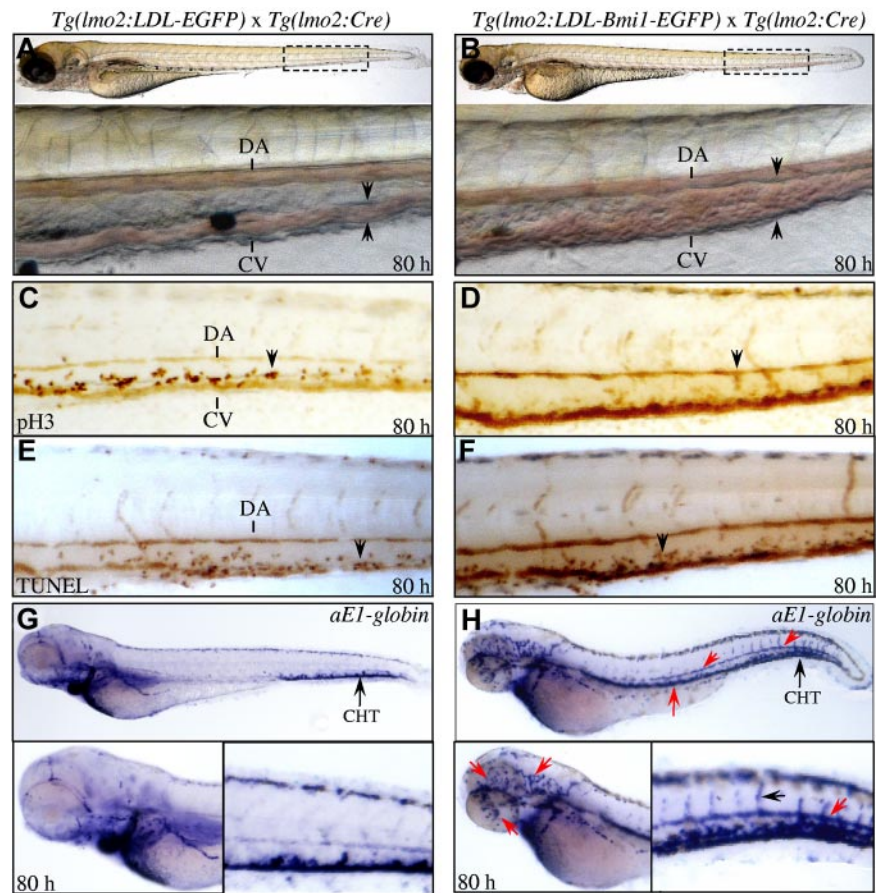 Tg(lmo2:LDL-EGFP) x Tg(lmo2:Cre)
Tg(lmo2:LDL-Bmi1-EGFP) x Tg(lmo2:Cre)
A
DA
CV
80 h
B
DA
CV
80 h
C
DA
CV
pH3
80 h
D
80 h
E
DA
TUNEL
80 h
F
80 h
G
aE1-globin
CHT
80 h
H
aE1-globin
CHT
80 h